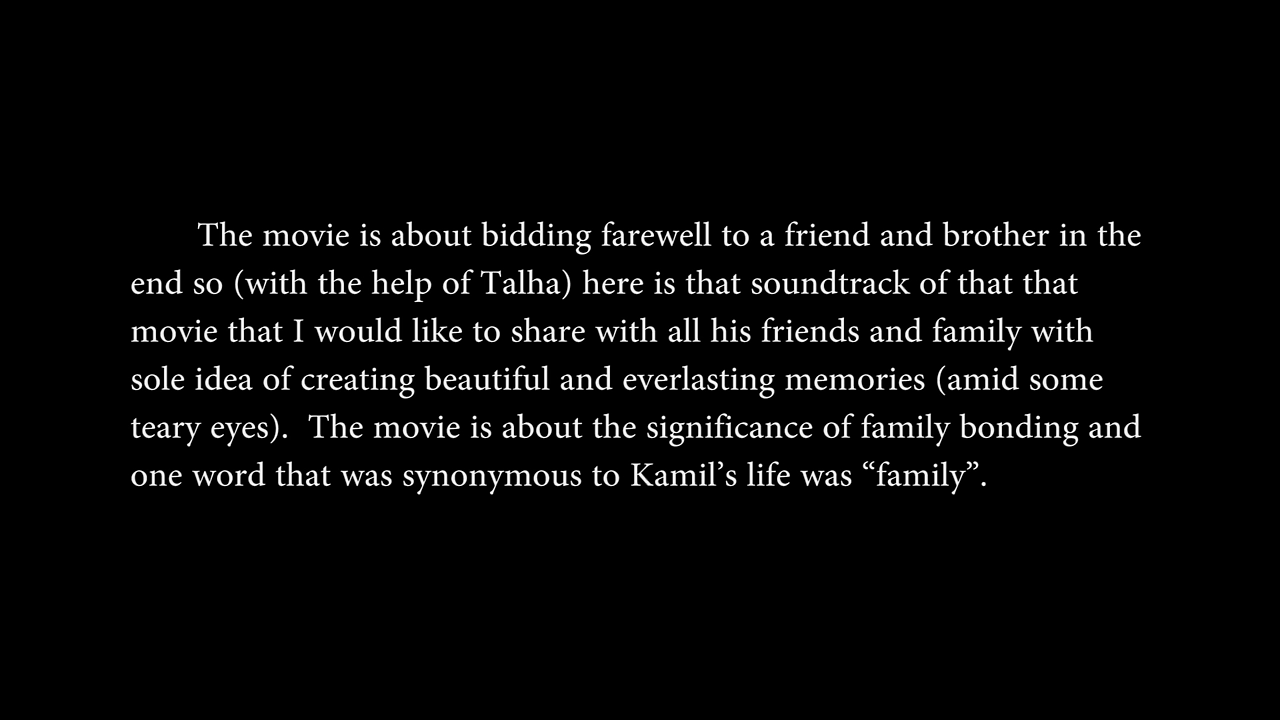 The movie is about bidding farewell to a friend and brother in the
end so (with the help of Talha) here is that soundtrack of that that
movie that I would like to share with all his friends and family with
sole idea of creating beautiful and everlasting memories (amid some
teary eyes).  The movie is about the significance of family bonding and
one word that was synonymous to Kamil’s life was “family”.